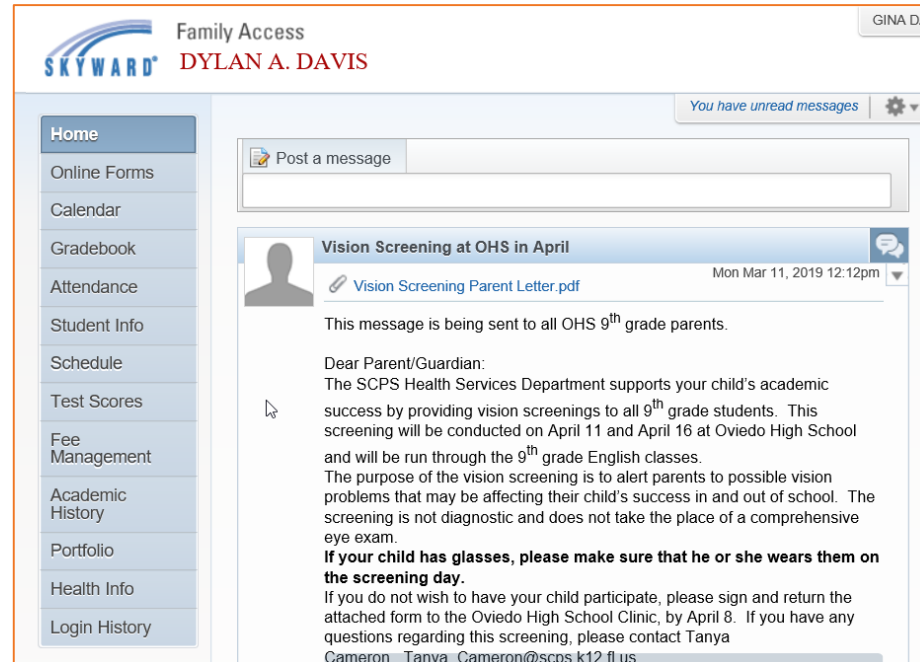 GINA D
SKYWARD®
Family Access
DYLAN A. DAVIS
You have unread messages
Home
Online Forms
Calendar
Gradebook
Attendance
Student Info
Schedule
Test Scores
Fee
Management
Academic
History
Portfolio
Health Info
Login History
Post a message
Vision Screening at OHS in April
Mon Mar 11, 2019 12:12pm
Vision Screening Parent Letter.pdf
This message is being sent to all OHS 9th grade parents.
Dear Parent/Guardian:
The SCPS Health Services Department supports your child's academic
success by providing vision screenings to all 9th grade students. This
screening will be conducted on April 11 and April 16 at Oviedo High School
and will be run through the 9th grade English classes.
The purpose of the vision screening is to alert parents to possible vision
problems that may be affecting their child's success in and out of school. The
screening is not diagnostic and does not take the place of a comprehensive
eye exam.
If your child has glasses, please make sure that he or she wears them on
the screening day.
If you do not wish to have your child participate, please sign and return the
attached form to the Oviedo High School Clinic, by April 8. If you have any
questions regarding this screening, please contact Tanya
Cameron Tanya_Cameron@scps.k12.fl.us